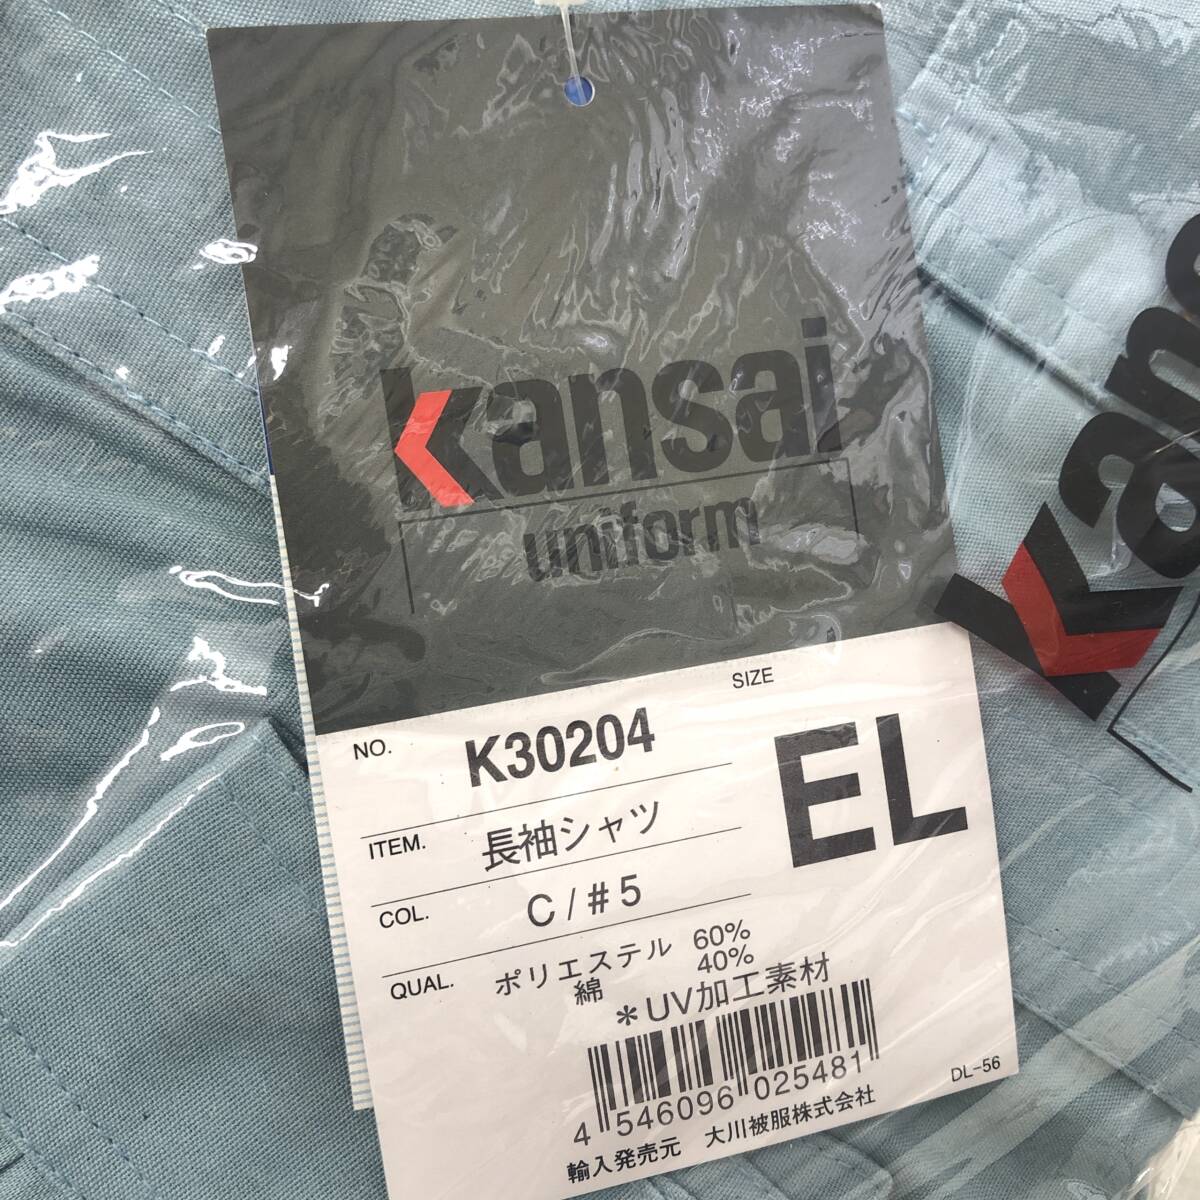 kansai
uniform
NO. K30204
SIZE EL
ITEM. 長袖シャツ
COL. C/#5
QUAL. ポリエステル 60%
綿 40%
*UV加工素材
4 546096 025481
DL-56
輸入発売元 大川被服株式会社